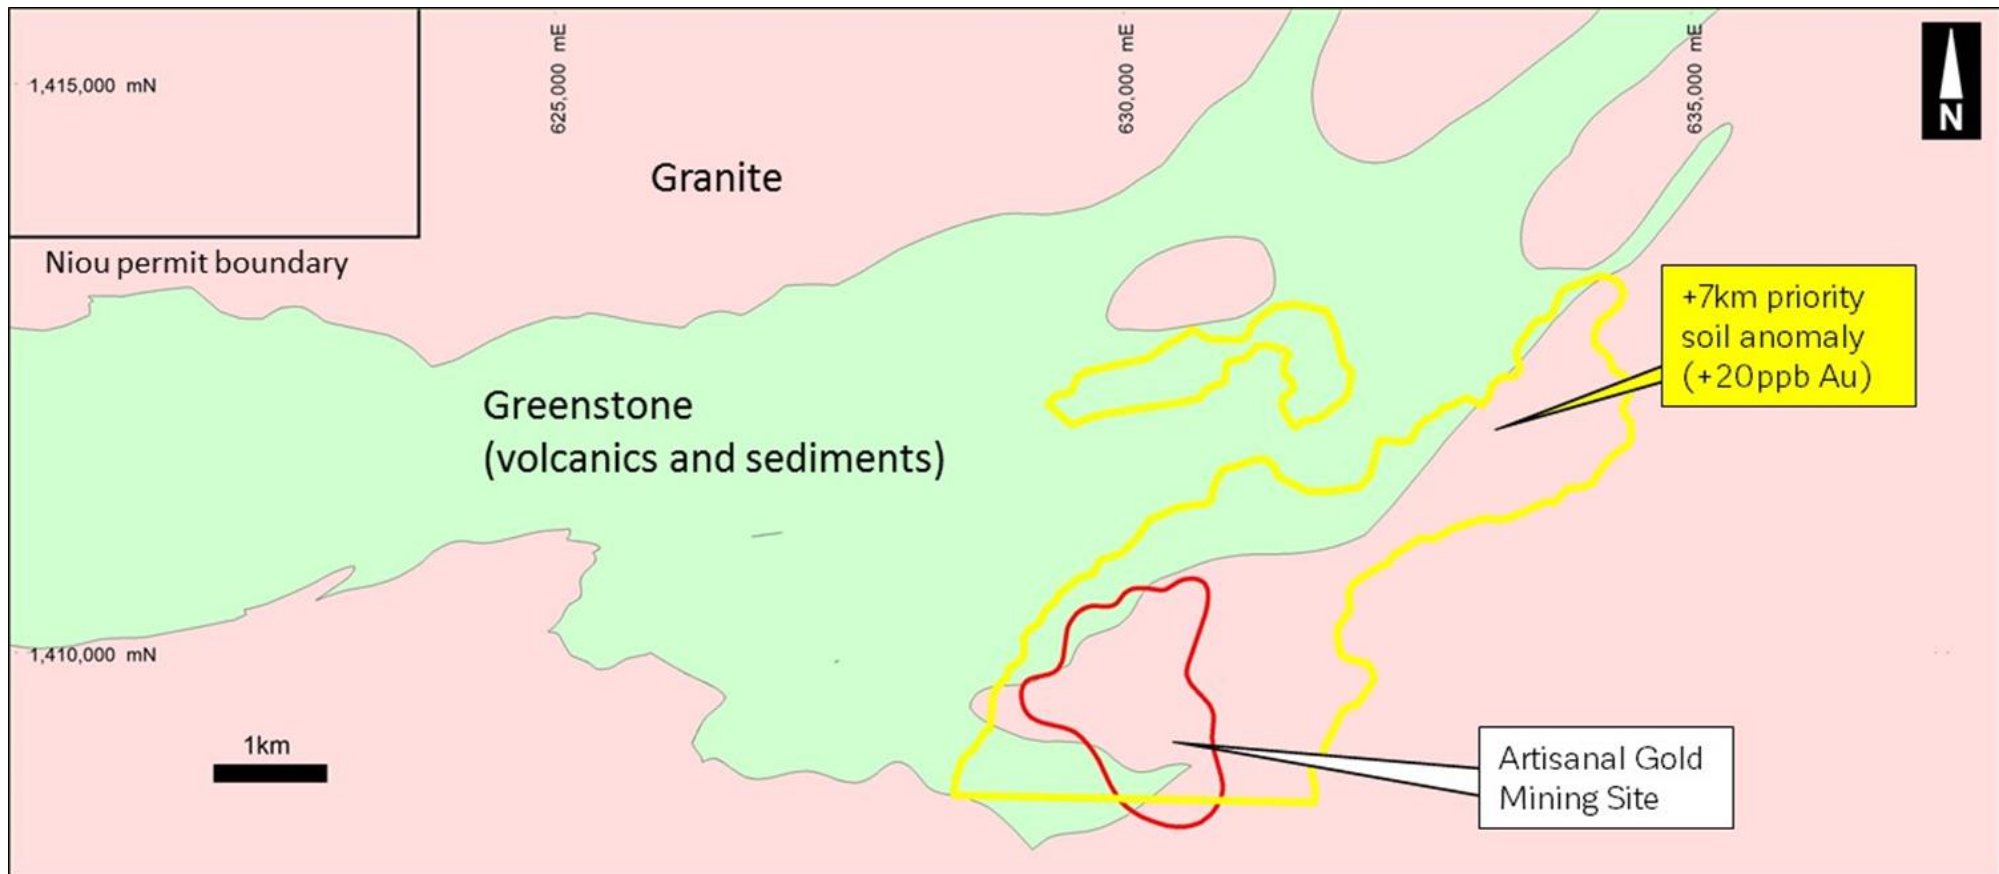 625,000 mE
630,000 mE
635,000 mE
1,415,000 mN
N
Granite
Niou permit boundary
+7km priority
soil anomaly
(+20ppb Au)
Greenstone
(volcanics and sediments)
1,410,000 mN
1km
Artisanal Gold
Mining Site